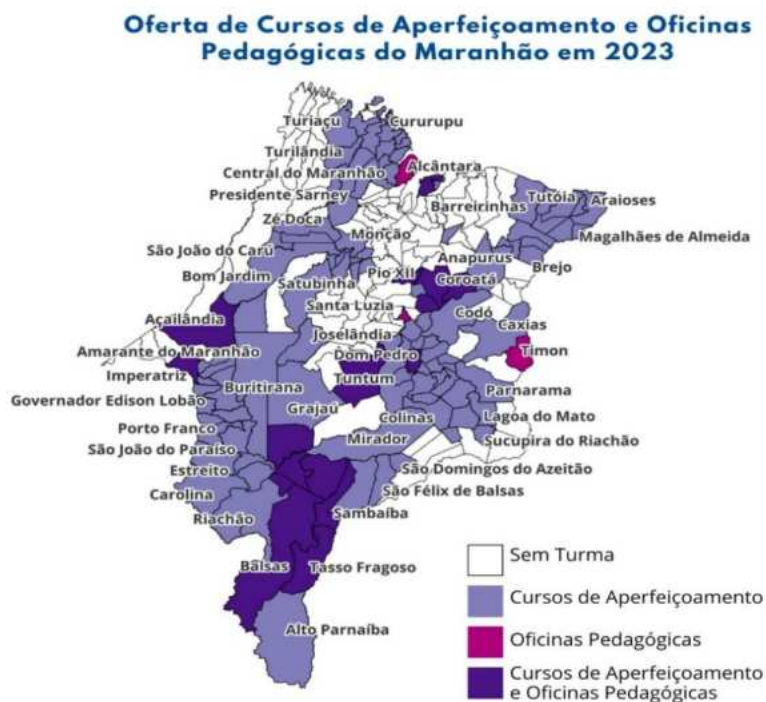 Oferta de Cursos de Aperfeiçoamento e Oficinas
Pedagógicas do Maranhão em 2023
Turiaçu
Cururupu
Turilândia
Central do Maranhão
Alcântara
Presidente Sarney
Barreirinhas
Tutóia
Araioses
Zé Doca
Monção
Magalhães de Almeida
São João do Carú
Anapurus
Bom Jardim
Satubinha
Pio XII
Coroatá
Brejo
Açailândia
Santa Luzia
Codó
Caxias
Joselândia
Amarante do Maranhão
Dom Pedro
Timon
Imperatriz
Buritirana
Tuntum
Parnarama
Governador Edison Lobão
Grajaú
Colinas
Lagoa do Mato
Porto Franco
Mirador
Sucupira do Riachão
São João do Paraíso
Estreito
São Domingos do Azeitão
Carolina
São Félix de Balsas
Riachão
Sambaíba
Balsas
Tasso Fragoso
Alto Parnaíba
Sem Turma
Cursos de Aperfeiçoamento
Oficinas Pedagógicas
Cursos de Aperfeiçoamento
e Oficinas Pedagógicas